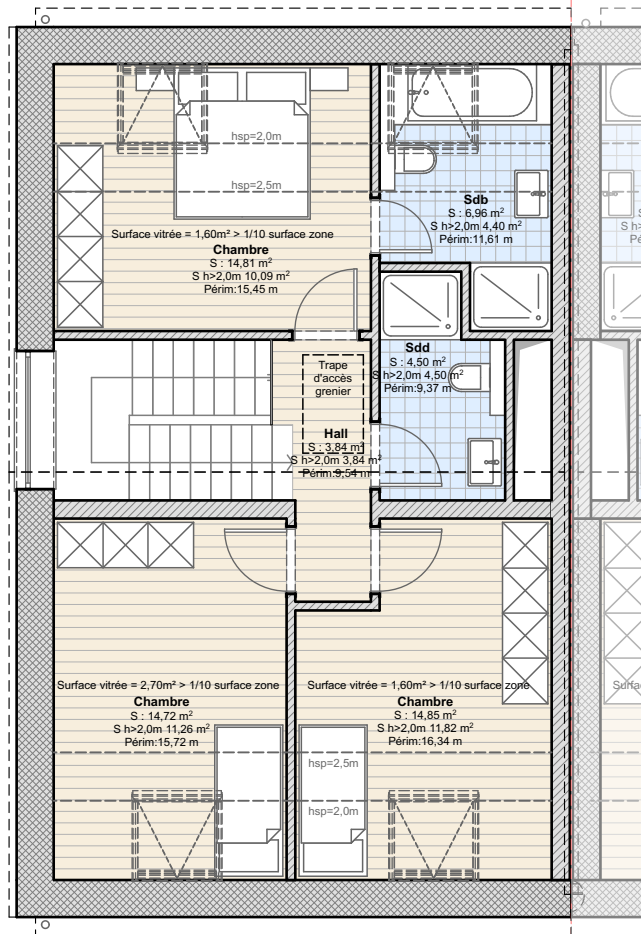 hsp=2,0m
hsp=2,5m
Surface vitrée = 1,60m² > 1/10 surface zone
Chambre
S : 14,81 m²
S h>2,0m 10,09 m²
Périm:15,45 m
Sdb
S : 6,96 m²
S h>2,0m 4,40 m²
Périm:11,61 m
Sdd
S : 4,50 m²
S h>2,0m 4,50 m²
Périm:9,37 m
Trape
d'accès
grenier
Hall
S : 3,84 m²
S h>2,0m 3,84 m²
Périm:9,54 m
Surface vitrée = 2,70m² > 1/10 surface zone
Chambre
S : 14,72 m²
S h>2,0m 11,26 m²
Périm:15,72 m
Surface vitrée = 1,60m² > 1/10 surface zone
Chambre
S : 14,85 m²
S h>2,0m 11,82 m²
Périm:16,34 m
hsp=2,5m
hsp=2,0m